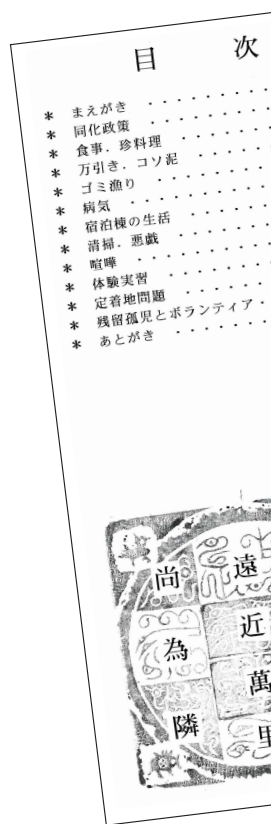 目 次
* まえがき ・・・・・・・・
* 同化政策 ・・・・・・・・
* 食事．珍料理 ・・・・・・
* 万引き．コソ泥 ・・・・・
* ゴミ漁り ・・・・・・・・
* 病気 ・・・・・・・・・・
* 宿泊棟の生活 ・・・・・・
* 清掃．悪戯 ・・・・・・・
* 喧嘩 ・・・・・・・・・・
* 体験実習 ・・・・・・・・
* 定着地問題 ・・・・・・・
* 残留孤児とボランティア・
* あとがき ・・・・・・・・
遠近萬里
尚為隣